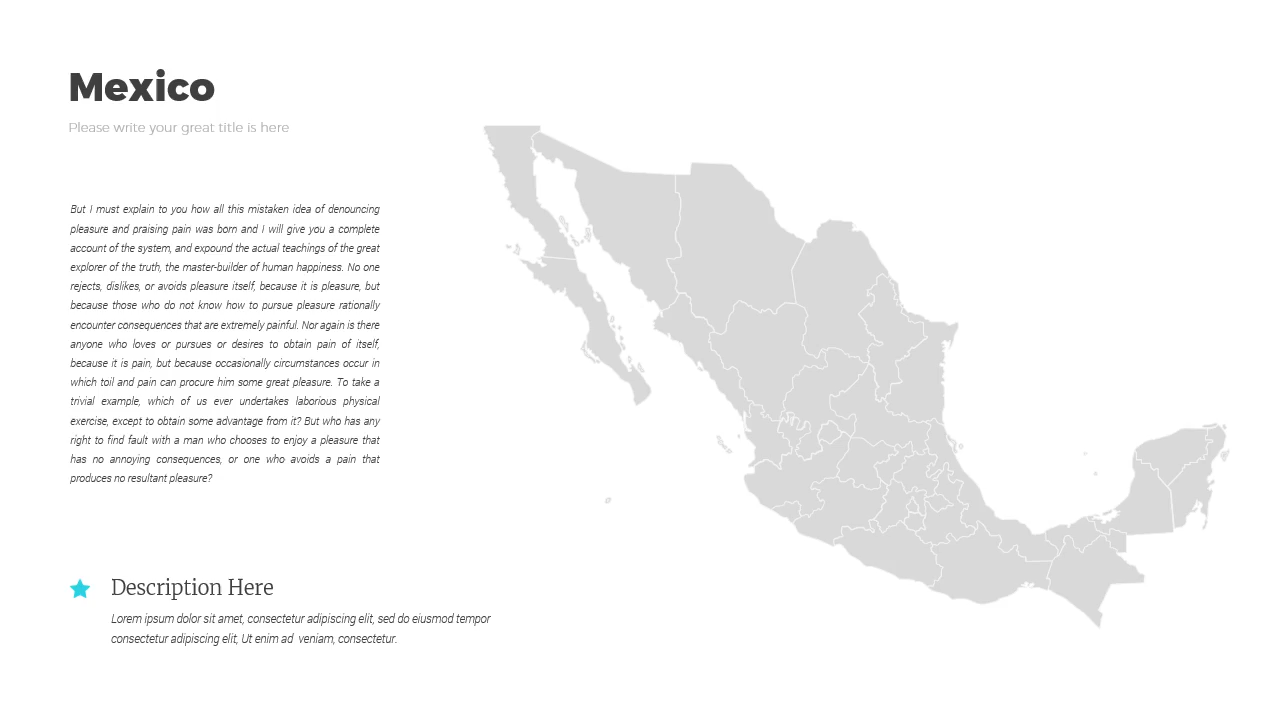 Mexico
Please write your great title is here
But I must explain to you how all this mistaken idea of denouncing
pleasure and praising pain was born and I will give you a complete
account of the system, and expound the actual teachings of the great
explorer of the truth, the master-builder of human happiness. No one
rejects, dislikes, or avoids pleasure itself, because it is pleasure, but
because those who do not know how to pursue pleasure rationally
encounter consequences that are extremely painful. Nor again is there
anyone who loves or pursues or desires to obtain pain of itself,
because it is pain, but because occasionally circumstances occur in
which toil and pain can procure him some great pleasure. To take a
trivial example, which of us ever undertakes laborious physical
exercise, except to obtain some advantage from it? But who has any
right to find fault with a man who chooses to enjoy a pleasure that
has no annoying consequences, or one who avoids a pain that
produces no resultant pleasure?
Description Here
Lorem ipsum dolor sit amet, consectetur adipiscing elit, sed do eiusmod tempor
consectetur adipiscing elit, Ut enim ad veniam, consectetur.